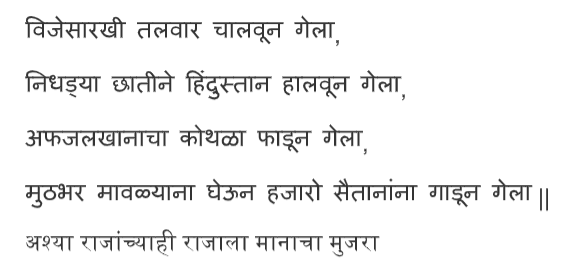 विजेसारखी तलवार चालवून गेला,
निधड्या छातीने हिंदुस्तान हालवून गेला,
अफजलखानाचा कोथळा फाडून गेला,
मुठभर मावळ्याना घेऊन हजारो सैतानांना गाडून गेला ||
अश्या राजांच्याही राजाला मानाचा मुजरा